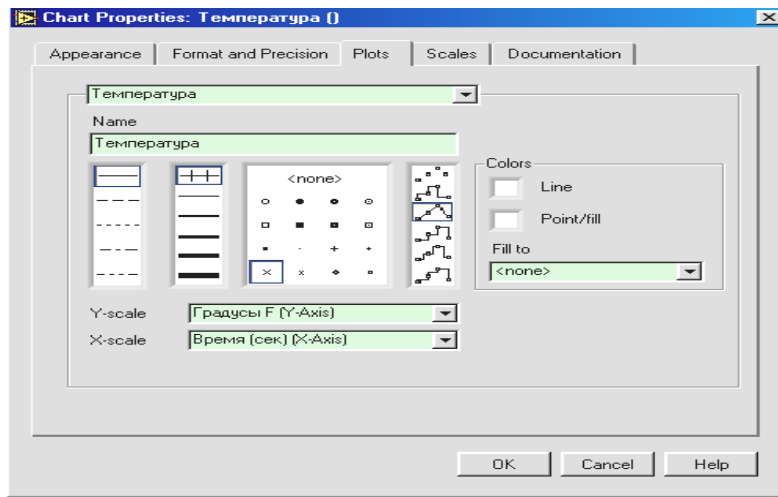 Chart Properties: Температура ()
Appearance Format and Precision Plots Scales Documentation
Температура
Name
Температура
<none>
Colors
Line
Point/fill
Fill to
<none>
Y-scale Градусы F (Y-Axis)
X-scale Время (сек) (X-Axis)
OK Cancel Help